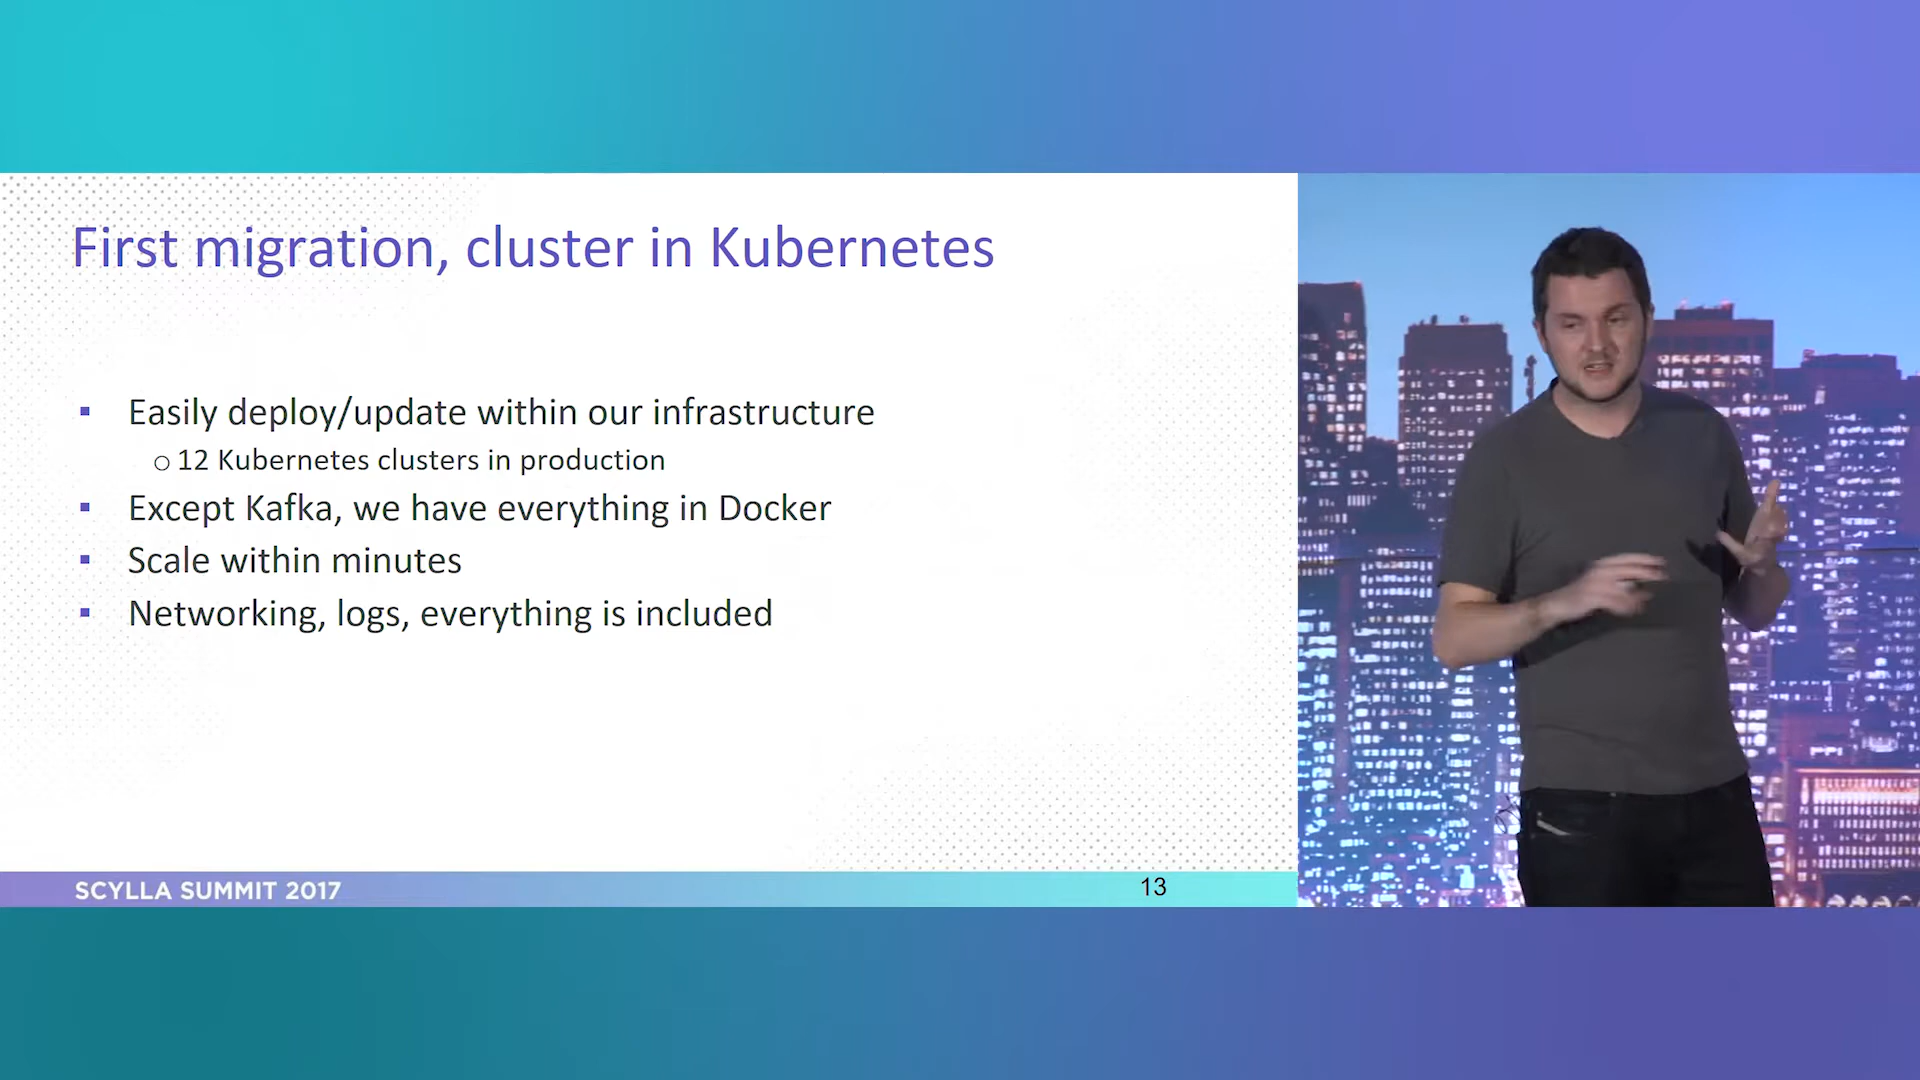 First migration, cluster in Kubernetes
▪ Easily deploy/update within our infrastructure
○ 12 Kubernetes clusters in production
▪ Except Kafka, we have everything in Docker
▪ Scale within minutes
▪ Networking, logs, everything is included
SCYLLA SUMMIT 2017
13